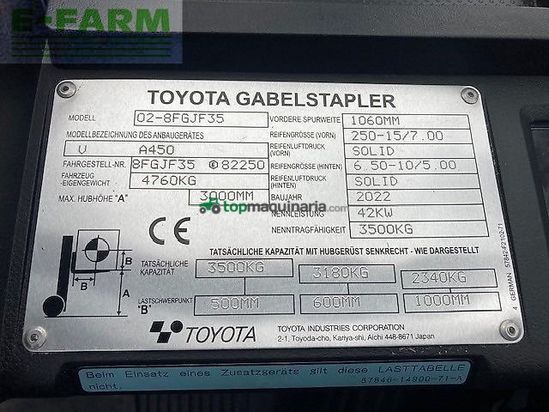 E-FARM
TOYOTA GABELSTAPLER
MODELL 02-8FGJF35
MODELBEZEICHNUNG DES ANBAUGERÄTES
V A450
FAHRGESTELL-NR. 8FGJF35 82250
FAHRZEUG EIGENGEWICHT 4760KG
MAX. HUBHÖHE "A" 3000MM
VORDERE SPURWEITE 1060MM
REIFENGRÖSSE (VORN) 250-15/7.00
REIFENLUFTDRUCK (VORN) SOLID
REIFENGRÖSSE (HINTEN) 6.50-10/5.00
REIFENLUFTDRUCK (HINTEN) SOLID
BAUJAHR 2022
NENNLEISTUNG 42KW
NENNTRAGFÄHIGKEIT 3500KG
topmaquinaria.com
TATSÄCHLICHE KAPAZITÄT MIT HUBGERÜST SENKRECHT - WIE DARGESTELLT
TATSÄCHLICHE KAPAZITÄT 3500KG 3180KG 2340KG
LASTSCHWERPUNKT "B" 500MM 600MM 1000MM
B
B
A
TOYOTA
TOYOTA INDUSTRIES CORPORATION
2-1, Toyoda-cho, Kariya-shi, Aichi 448-8671 Japan
4 GERMAN
Beim Einsatz eines Zusatzgeräts gilt diese LASTTABELLE
nicht.
57846-14900-71-A